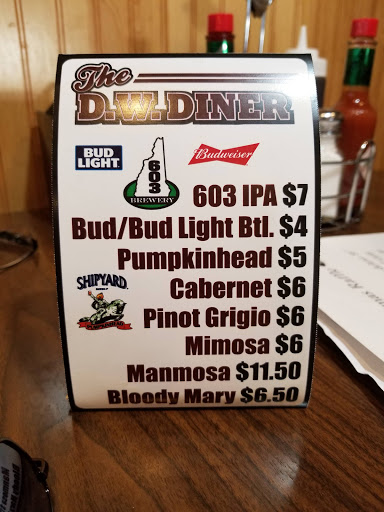 The
D.W. DINER
BUD
LIGHT
603
BREWERY
Budweiser
603 IPA $7
Bud/Bud Light Btl. $4
Pumpkinhead $5
SHIPYARD
PUMPKINHEAD
Cabernet $6
Pinot Grigio $6
Mimosa $6
Manmosa $11.50
Bloody Mary $6.50